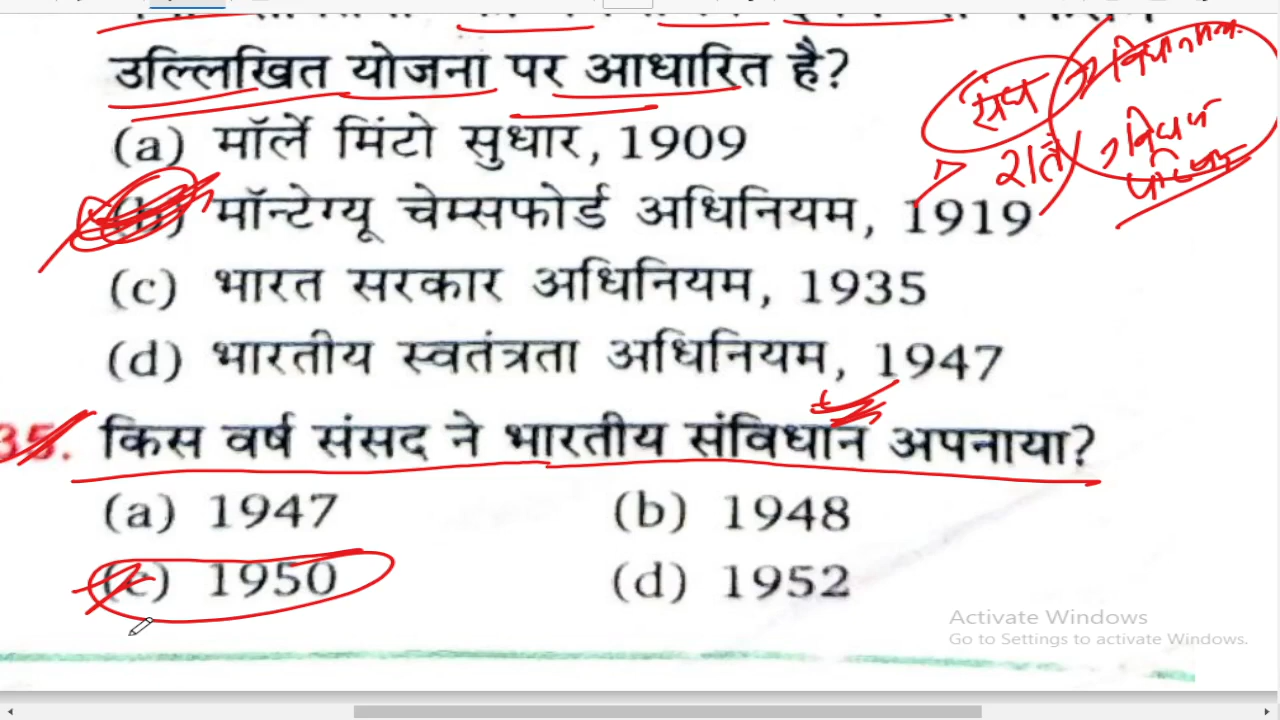 उल्लिखित योजना पर आधारित है?
(a) मॉर्ले मिंटो सुधार, 1909
(b) मॉन्टेग्यू चेम्सफोर्ड अधिनियम, 1919
(c) भारत सरकार अधिनियम, 1935
(d) भारतीय स्वतंत्रता अधिनियम, 1947
35. किस वर्ष संसद ने भारतीय संविधान अपनाया?
(a) 1947 (b) 1948
(c) 1950 (d) 1952
Activate Windows
Go to Settings to activate Windows.